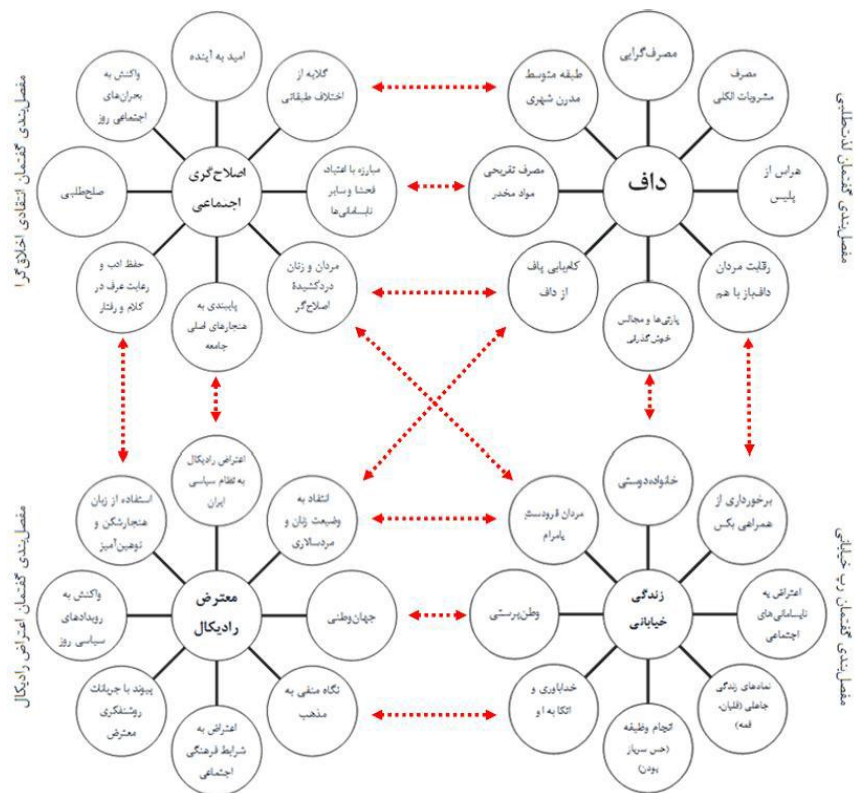 مفصل‌بندی گفتمان لذت‌طلبی
داف
مصرف‌گرایی
مصرف
مشروبات الکلی
هراس از
پلیس
رقابت مردان
داف‌باز با هم
پارتی‌ها و مجالس
خوش‌گذرانی
کامیابی پاف
از داف
مصرف تفریحی
مواد مخدر
طبقه متوسط
مدرن شهری
مفصل‌بندی گفتمان انتقادی اخلاق‌گرا
اصلاح‌گری
اجتماعی
امید به آینده
گلایه از
اختلاف طبقاتی
مبارزه با اعتیاد،
فحشا و سایر
نابسامانی‌ها
مردان و زنان
دردکشیدهٔ
اصلاح‌گر
پایبندی به
هنجارهای اصلی
جامعه
حفظ ادب و
رعایت عرف در
کلام و رفتار
صلح‌طلبی
واکنش به
بحران‌های
اجتماعی روز
مفصل‌بندی گفتمان رپ خیابانی
زندگی
خیابانی
خانواده‌دوستی
برخورداری از
همراهی بکس
اعتراض به
نابسامانی‌های
اجتماعی
نمادهای زندگی
جاهلی (قلیان،
قمه)
انجام وظیفه
(حس سرباز
بودن)
خداباوری و
اتکا به او
وطن‌پرستی
مردان فرودست
بامرام
مفصل‌بندی گفتمان اعتراض رادیکال
معترض
رادیکال
اعتراض رادیکال
به نظام سیاسی
ایران
انتقاد به
وضعیت زنان و
مردسالاری
جهان‌وطنی
نگاه منفی به
مذهب
اعتراض به
شرایط فرهنگی
اجتماعی
پیوند با جریانات
روشنفکری
معترض
واکنش به
رویدادهای
سیاسی روز
استفاده از زبان
هنجارشکن و
توهین‌آمیز